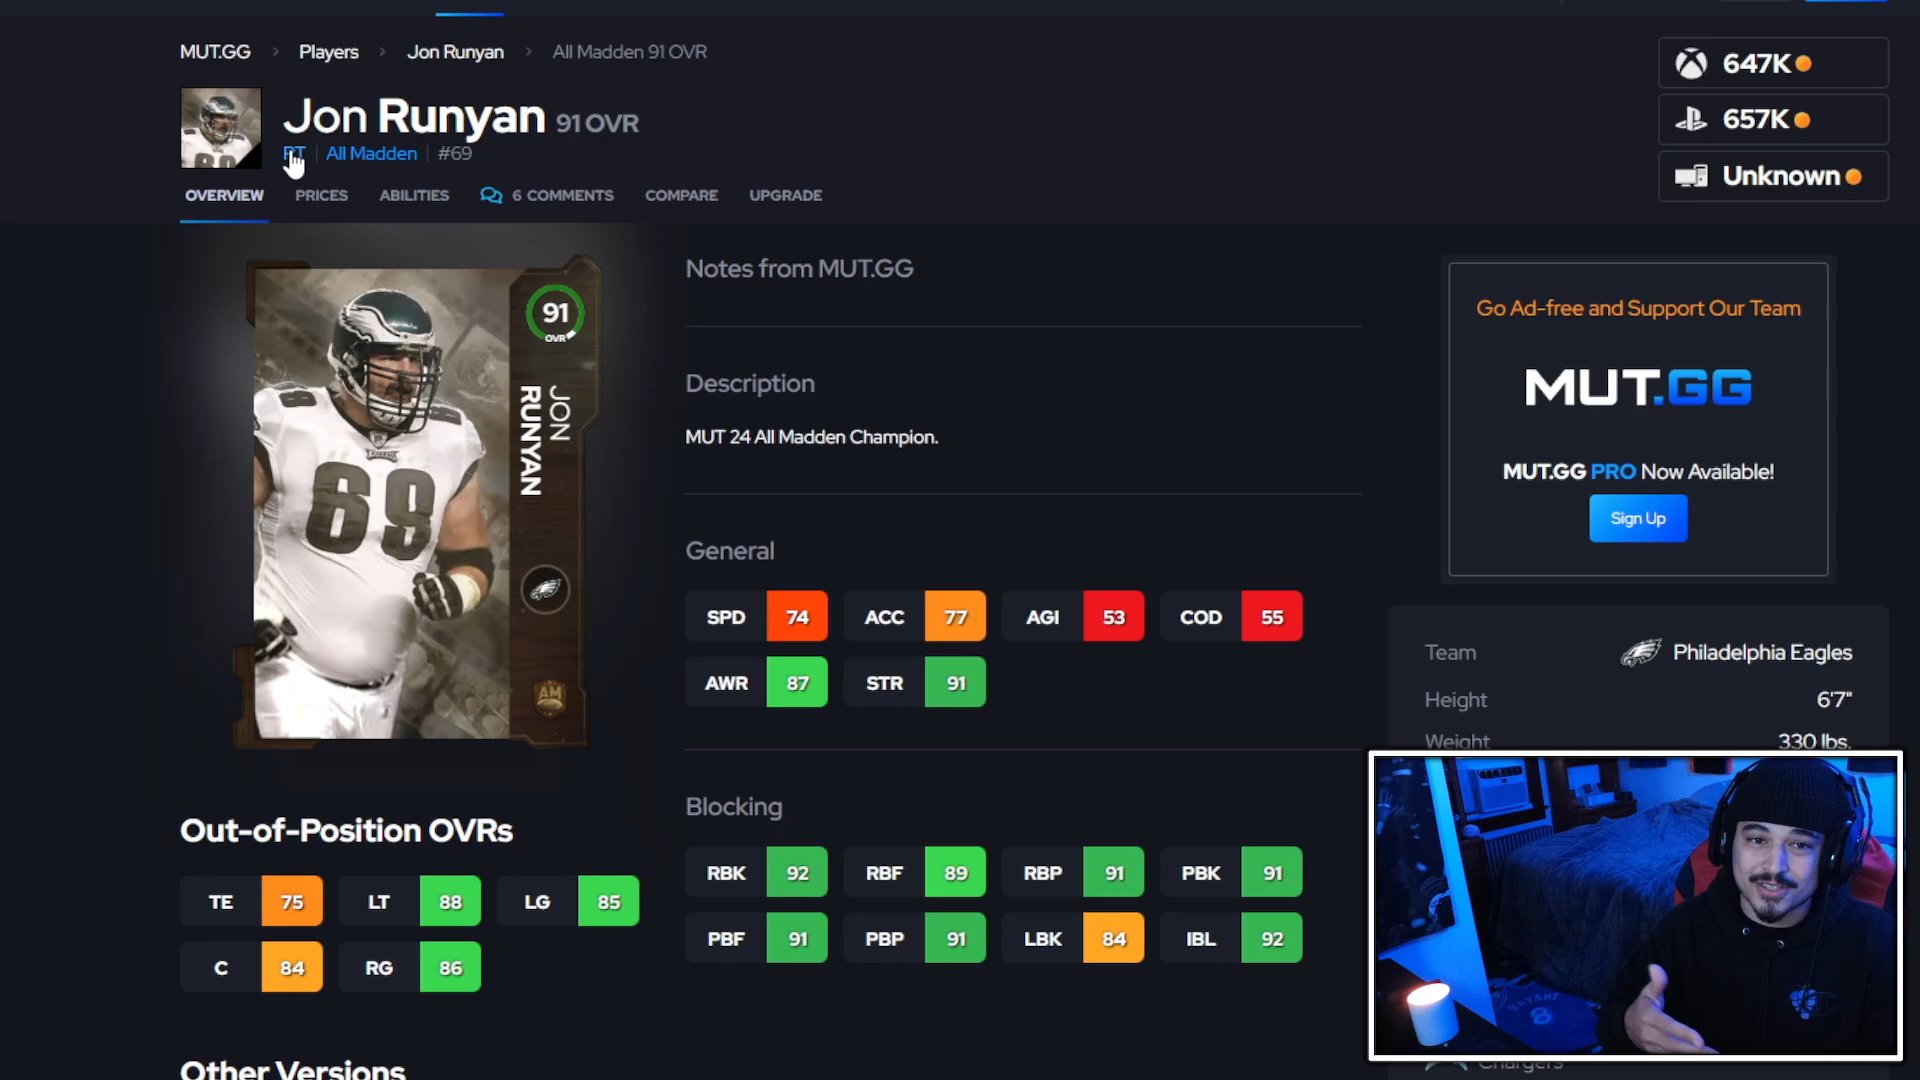 MUT.GG > Players > Jon Runyan > All Madden 91 OVR
Jon Runyan 91 OVR
RT | All Madden | #69
OVERVIEW PRICES ABILITIES 6 COMMENTS COMPARE UPGRADE
647K
657K
Unknown
91
OVR
JON
RUNYAN
69
AM
Notes from MUT.GG
Description
MUT 24 All Madden Champion.
General
SPD 74 ACC 77 AGI 53 COD 55
AWR 87 STR 91
Blocking
RBK 92 RBF 89 RBP 91 PBK 91
PBF 91 PBP 91 LBK 84 IBL 92
Out-of-Position OVRs
TE 75 LT 88 LG 85
C 84 RG 86
Other Versions
Go Ad-free and Support Our Team
MUT.GG
MUT.GG PRO Now Available!
Sign Up
Team Philadelphia Eagles
Height 6'7"
Weight 330 lbs.
BRYANT
8
Chargers